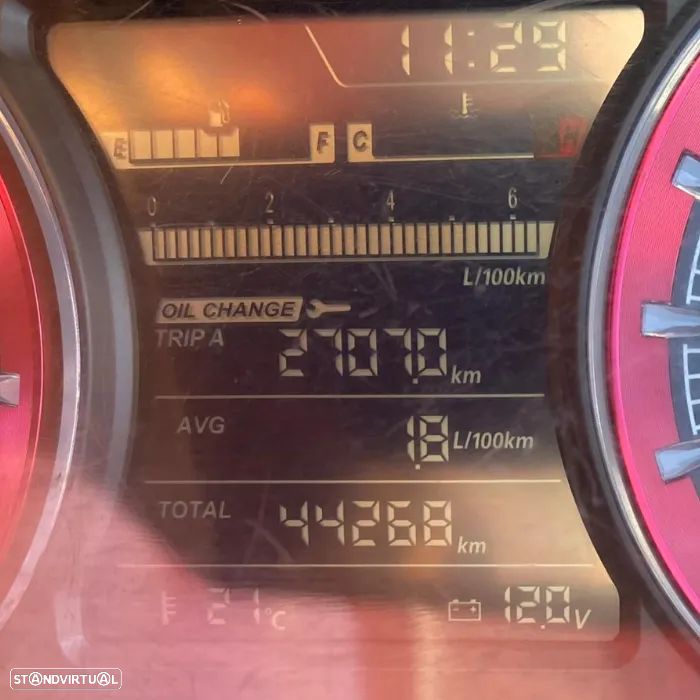 11:29
E F C H
0 2 4 6
L/100km
OIL CHANGE
TRIP A 2707.0 km
AVG 1.8 L/100km
TOTAL 44268 km
21 °C 12.0 V
STANDVIRTUAL